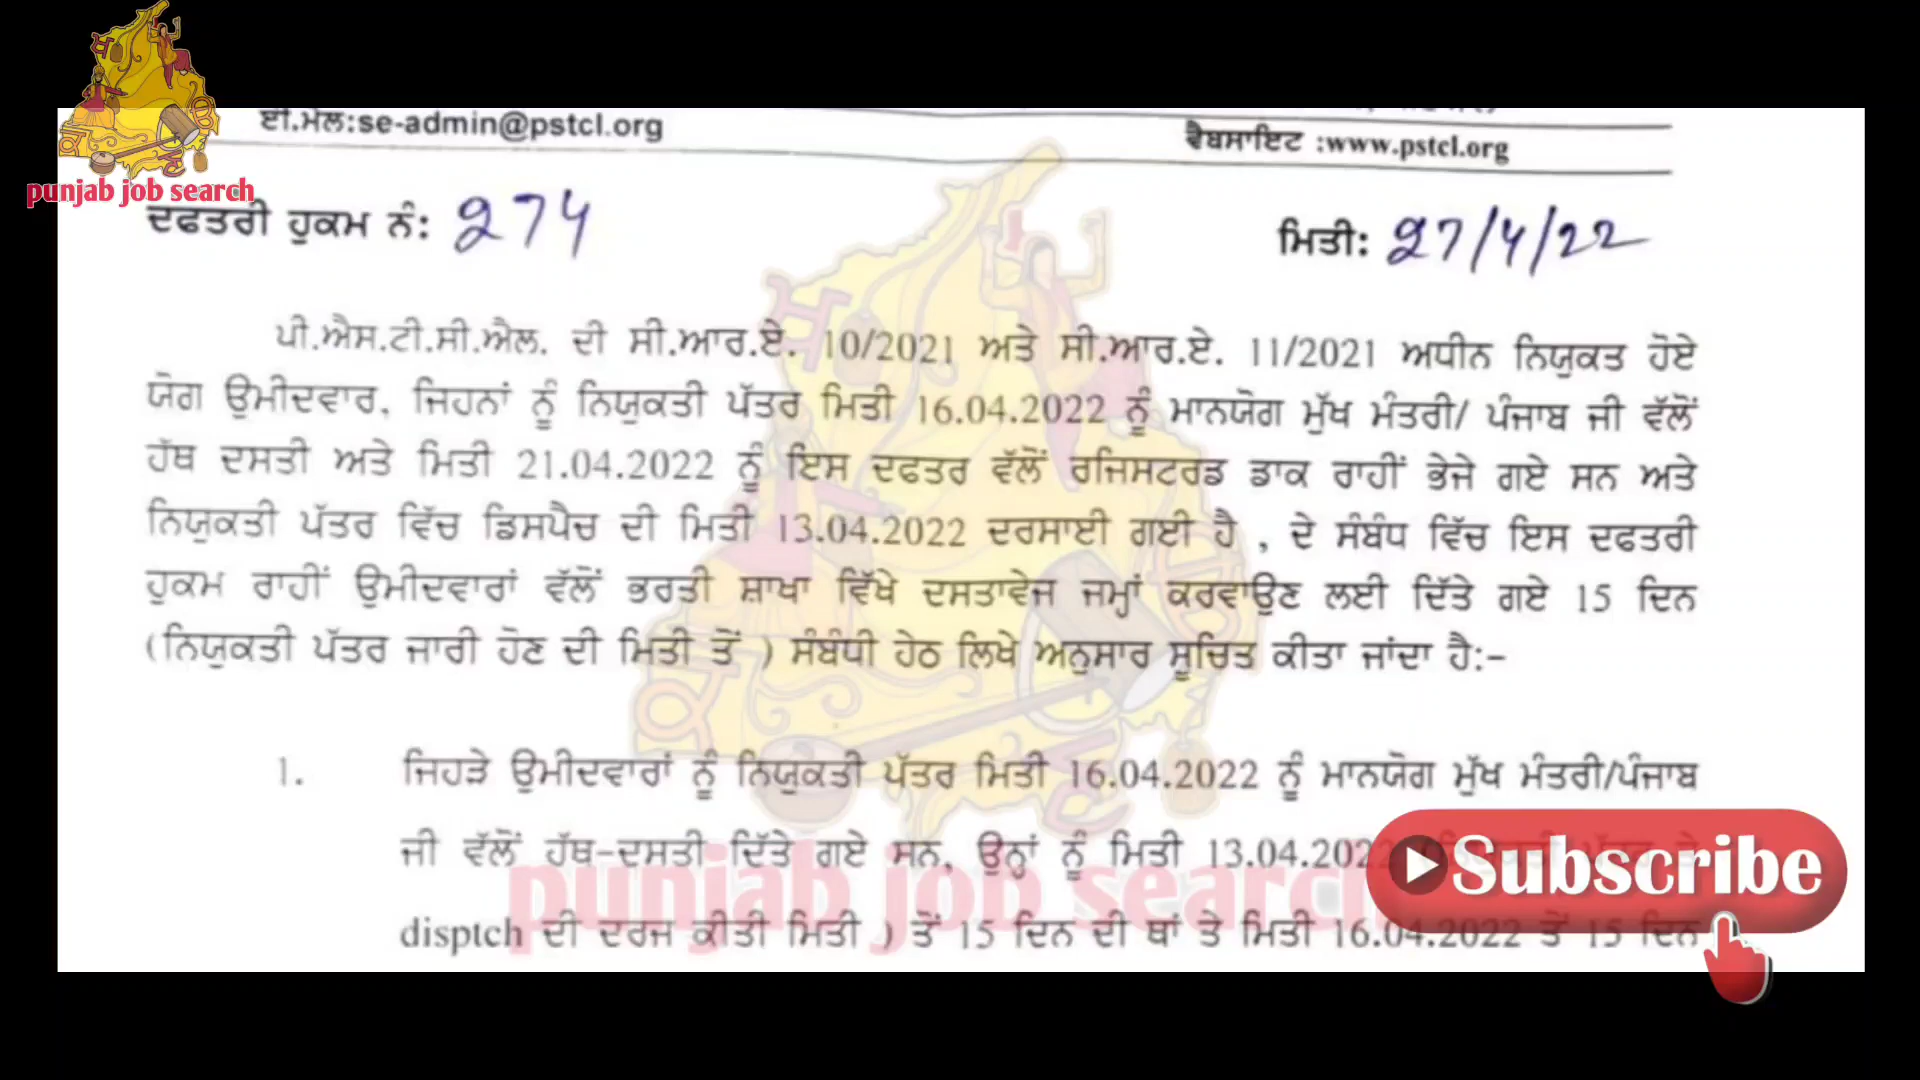 ਈ.ਮੇਲ:se-admin@pstcl.org
ਵੈਬਸਾਇਟ :www.pstcl.org
punjab job search
ਦਫਤਰੀ ਹੁਕਮ ਨੰ: 274
ਮਿਤੀ: 27/4/22
ਪੀ.ਐਸ.ਟੀ.ਸੀ.ਐਲ. ਦੀ ਸੀ.ਆਰ.ਏ. 10/2021 ਅਤੇ ਸੀ.ਆਰ.ਏ. 11/2021 ਅਧੀਨ ਨਿਯੁਕਤ ਹੋਏ
ਯੋਗ ਉਮੀਦਵਾਰ, ਜਿਹਨਾਂ ਨੂੰ ਨਿਯੁਕਤੀ ਪੱਤਰ ਮਿਤੀ 16.04.2022 ਨੂੰ ਮਾਨਯੋਗ ਮੁੱਖ ਮੰਤਰੀ/ ਪੰਜਾਬ ਜੀ ਵੱਲੋਂ
ਹੱਥ ਦਸਤੀ ਅਤੇ ਮਿਤੀ 21.04.2022 ਨੂੰ ਇਸ ਦਫਤਰ ਵੱਲੋਂ ਰਜਿਸਟਰਡ ਡਾਕ ਰਾਹੀਂ ਭੇਜੇ ਗਏ ਸਨ ਅਤੇ
ਨਿਯੁਕਤੀ ਪੱਤਰ ਵਿੱਚ ਡਿਸਪੈਚ ਦੀ ਮਿਤੀ 13.04.2022 ਦਰਸਾਈ ਗਈ ਹੈ , ਦੇ ਸੰਬੰਧ ਵਿੱਚ ਇਸ ਦਫਤਰੀ
ਹੁਕਮ ਰਾਹੀਂ ਉਮੀਦਵਾਰਾਂ ਵੱਲੋਂ ਭਰਤੀ ਸ਼ਾਖਾ ਵਿੱਖੇ ਦਸਤਾਵੇਜ ਜਮ੍ਹਾਂ ਕਰਵਾਉਣ ਲਈ ਦਿੱਤੇ ਗਏ 15 ਦਿਨ
(ਨਿਯੁਕਤੀ ਪੱਤਰ ਜਾਰੀ ਹੋਣ ਦੀ ਮਿਤੀ ਤੋਂ ) ਸੰਬੰਧੀ ਹੇਠ ਲਿਖੇ ਅਨੁਸਾਰ ਸੂਚਿਤ ਕੀਤਾ ਜਾਂਦਾ ਹੈ:-
1. ਜਿਹੜੇ ਉਮੀਦਵਾਰਾਂ ਨੂੰ ਨਿਯੁਕਤੀ ਪੱਤਰ ਮਿਤੀ 16.04.2022 ਨੂੰ ਮਾਨਯੋਗ ਮੁੱਖ ਮੰਤਰੀ/ਪੰਜਾਬ
ਜੀ ਵੱਲੋਂ ਹੱਥ-ਦਸਤੀ ਦਿੱਤੇ ਗਏ ਸਨ, ਉਨ੍ਹਾਂ ਨੂੰ ਮਿਤੀ 13.04.2022
Subscribe
disptch ਦੀ ਦਰਜ ਕੀਤੀ ਮਿਤੀ ) ਤੋਂ 15 ਦਿਨ ਦੀ ਥਾਂ ਤੇ ਮਿਤੀ 16.04.2022 ਤੋਂ 15 ਦਿਨ
punjab job search